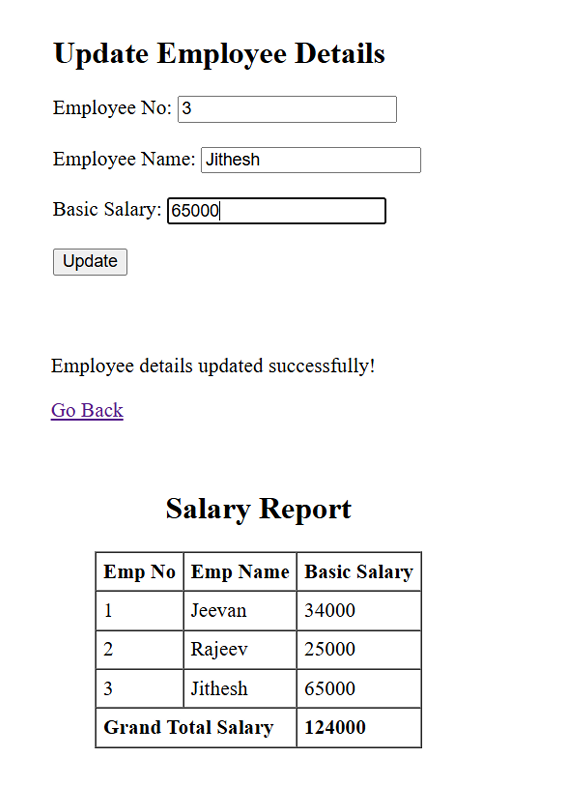 Update Employee Details
Employee No: 3
Employee Name: Jithesh
Basic Salary: 65000
Update
Employee details updated successfully!
Go Back
Salary Report
Emp No Emp Name Basic Salary
1 Jeevan 34000
2 Rajeev 25000
3 Jithesh 65000
Grand Total Salary 124000